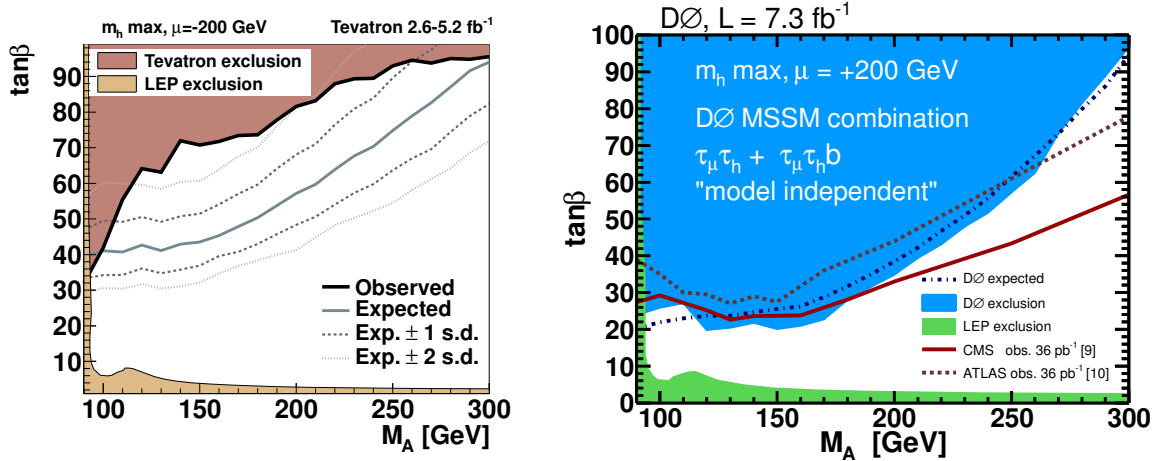 m_h max, μ=-200 GeV
Tevatron 2.6-5.2 fb⁻¹
tanβ
90
80
70
60
50
40
30
20
10
Tevatron exclusion
LEP exclusion
Observed
Expected
Exp. ± 1 s.d.
Exp. ± 2 s.d.
100
150
200
250
300
M_A [GeV]
DØ, L = 7.3 fb⁻¹
tanβ
100
90
80
70
60
50
40
30
20
10
0
m_h max, μ = +200 GeV
DØ MSSM combination
τ_μτ_h + τ_μτ_hb
"model independent"
DØ expected
DØ exclusion
LEP exclusion
CMS obs. 36 pb⁻¹ [9]
ATLAS obs. 36 pb⁻¹ [10]
100
150
200
250
300
M_A [GeV]